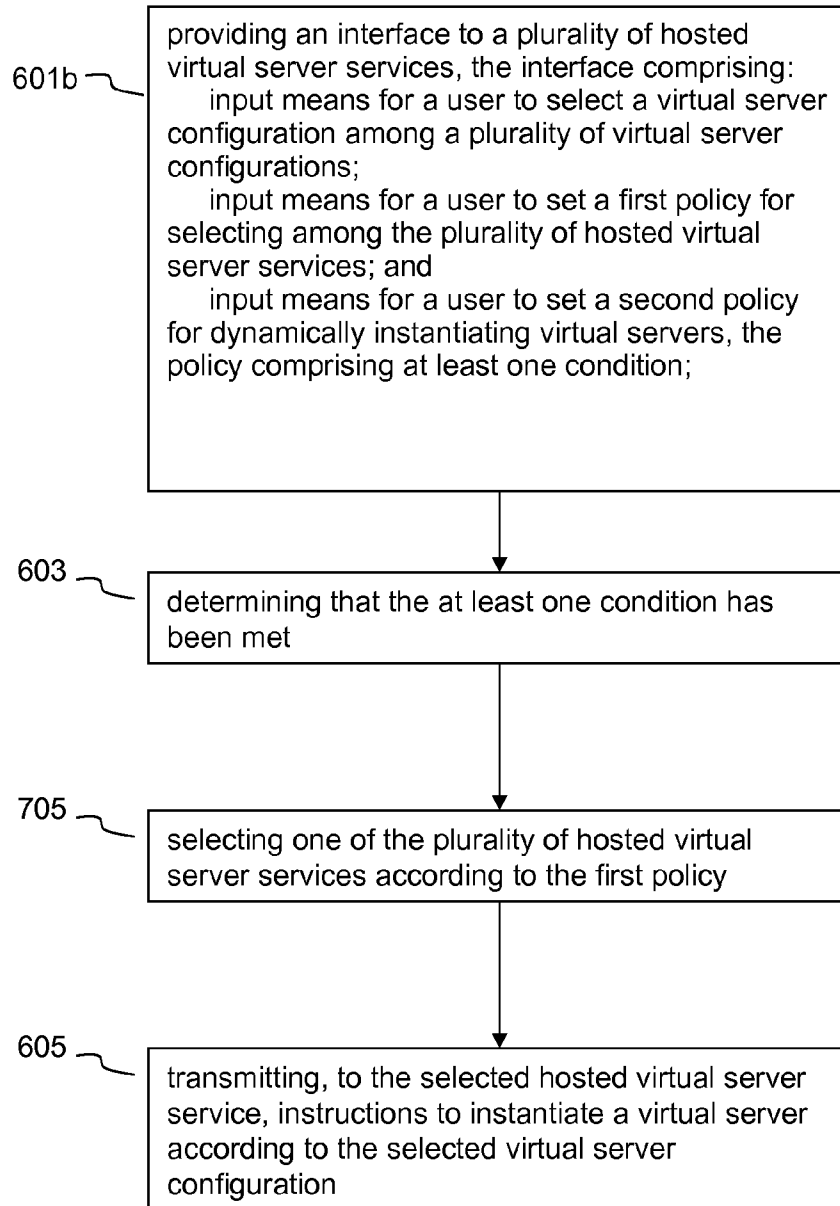 601b
providing an interface to a plurality of hosted
virtual server services, the interface comprising:
input means for a user to select a virtual server
configuration among a plurality of virtual server
configurations;
input means for a user to set a first policy for
selecting among the plurality of hosted virtual
server services; and
input means for a user to set a second policy
for dynamically instantiating virtual servers, the
policy comprising at least one condition;
603
determining that the at least one condition has
been met
705
selecting one of the plurality of hosted virtual
server services according to the first policy
605
transmitting, to the selected hosted virtual server
service, instructions to instantiate a virtual server
according to the selected virtual server
configuration